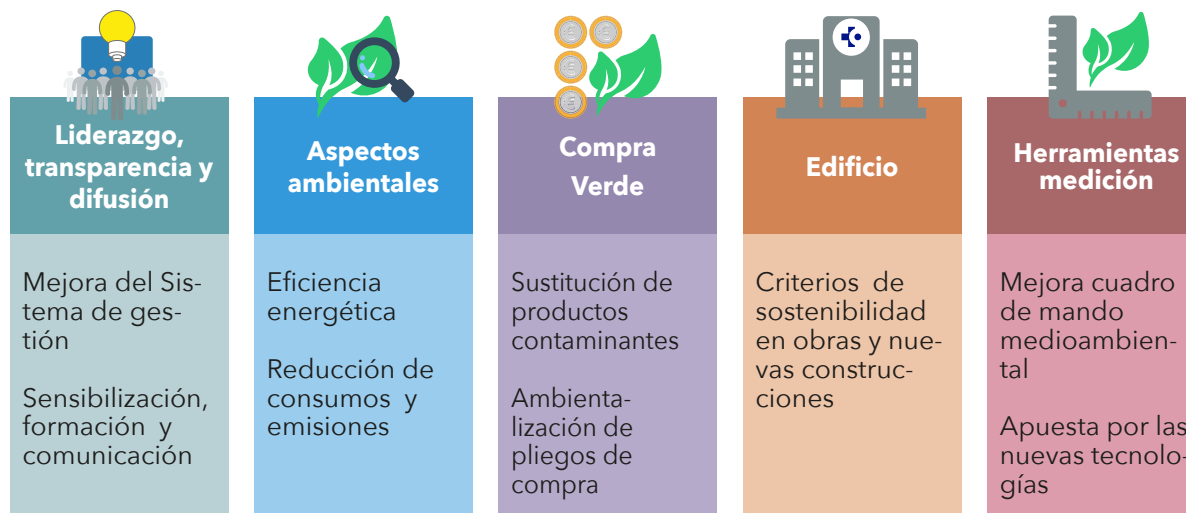 Liderazgo,
transparencia y
difusión
Mejora del Sis-
tema de ges-
tión
Sensibilización,
formación y
comunicación
Aspectos
ambientales
Eficiencia
energética
Reducción de
consumos y
emisiones
Compra
Verde
Sustitución de
productos
contaminantes
Ambienta-
lización de
pliegos de
compra
Edificio
Criterios de
sostenibilidad
en obras y nue-
vas construc-
ciones
Herramientas
medición
Mejora cuadro
de mando
medioambien-
tal
Apuesta por las
nuevas tecnolo-
gías